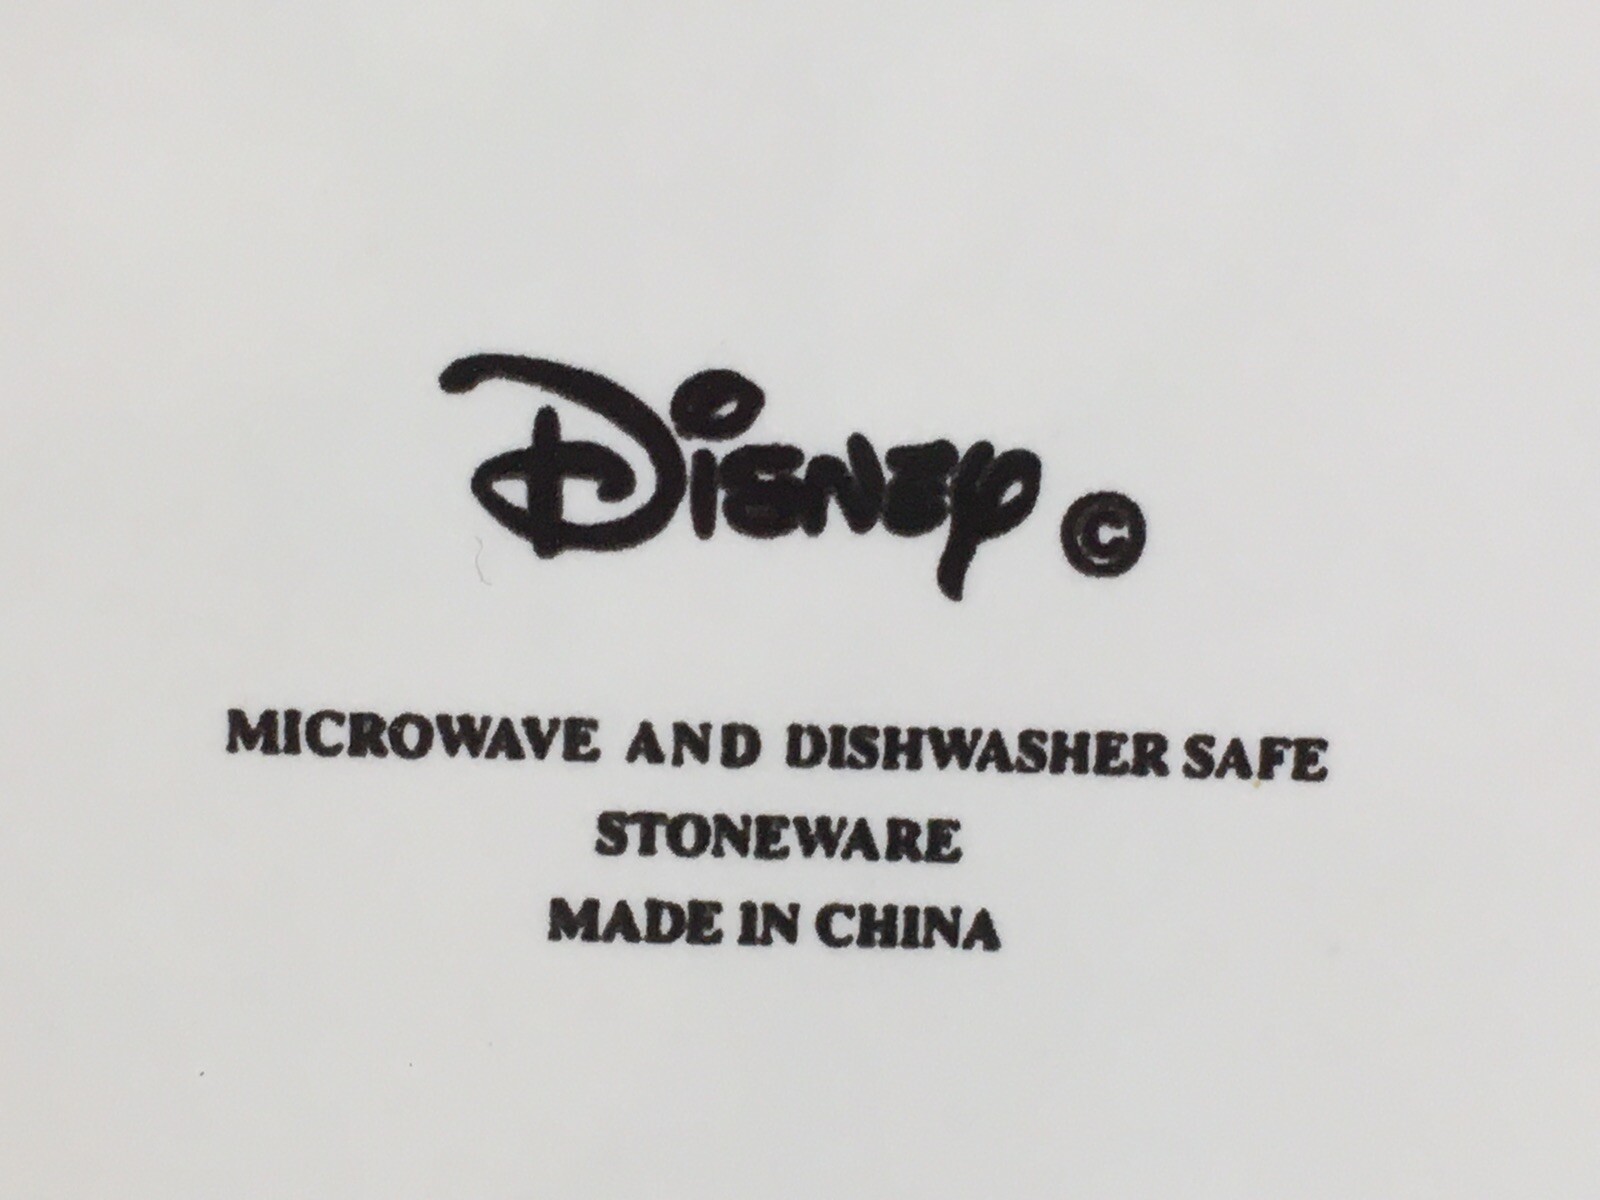 Disney ©
MICROWAVE AND DISHWASHER SAFE
STONEWARE
MADE IN CHINA